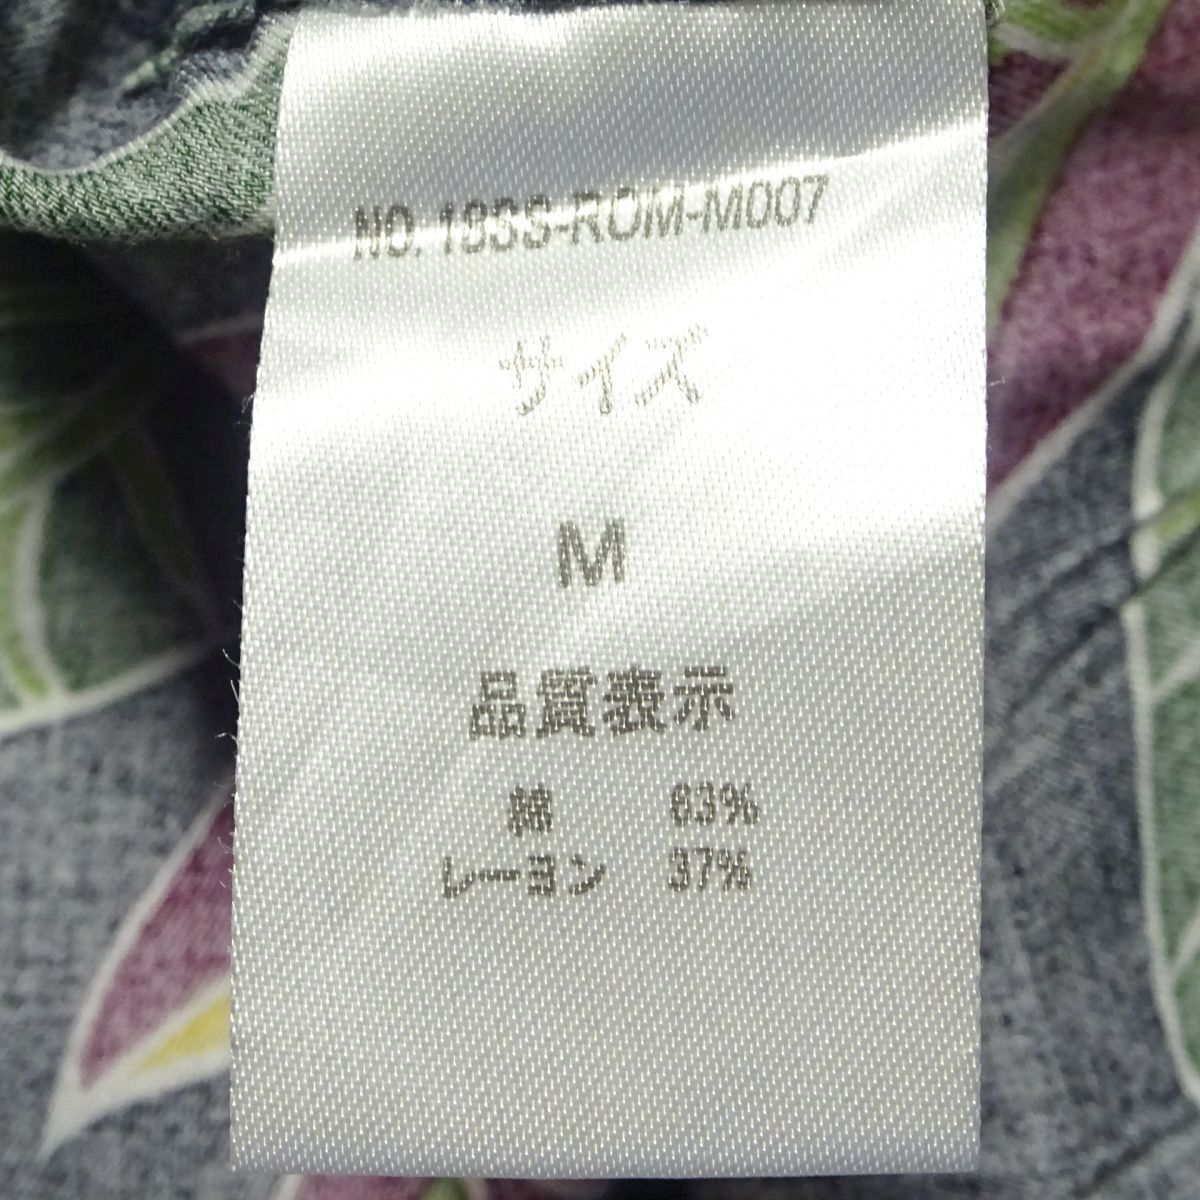 NO. 18SS-ROM-M007
サイズ
M
品質表示
綿 63%
レーヨン 37%